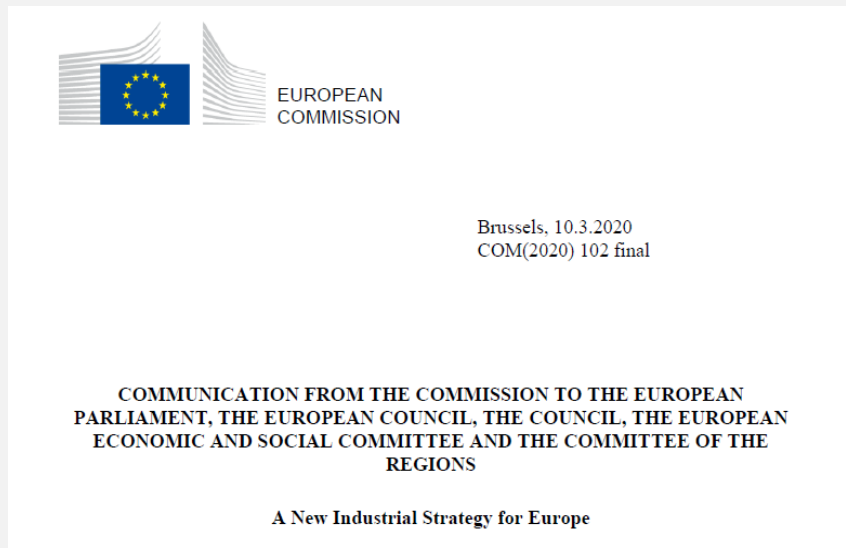 EUROPEAN
COMMISSION
Brussels, 10.3.2020
COM(2020) 102 final
COMMUNICATION FROM THE COMMISSION TO THE EUROPEAN
PARLIAMENT, THE EUROPEAN COUNCIL, THE COUNCIL, THE EUROPEAN
ECONOMIC AND SOCIAL COMMITTEE AND THE COMMITTEE OF THE
REGIONS
A New Industrial Strategy for Europe